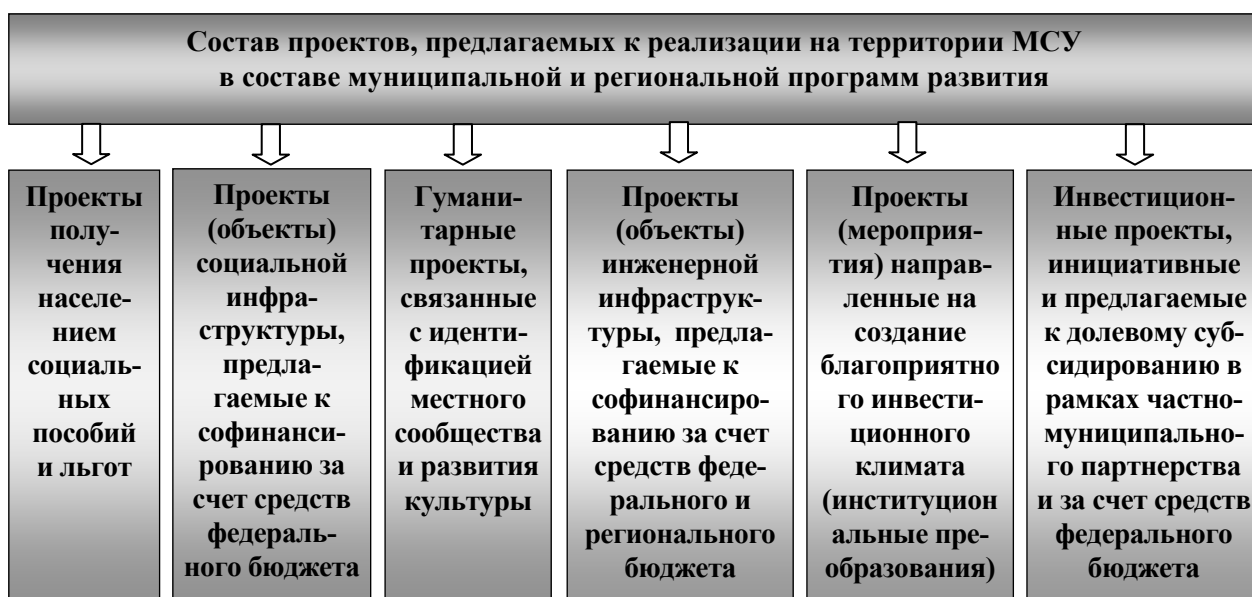 Состав проектов, предлагаемых к реализации на территории МСУ
в составе муниципальной и региональной программ развития
Проекты
полу-
чения
населе-
нием
социаль-
ных
пособий
и льгот
Проекты
(объекты)
социальной
инфра-
структуры,
предла-
гаемые к
софинанси-
рованию за
счет средств
федераль-
ного бюджета
Гумани-
тарные
проекты,
связанные
с иденти-
фикацией
местного
сообщества
и развития
культуры
Проекты
(объекты)
инженерной
инфраструк-
туры, предла-
гаемые к
софинансиро-
ванию за счет
средств феде-
рального и
регионального
бюджета
Проекты
(мероприя-
тия) направ-
ленные на
создание
благоприятно
го инвести-
ционного
климата
(институцион
альные пре-
образования)
Инвестицион-
ные проекты,
инициативные
и предлагаемые
к долевому суб-
сидированию в
рамках частно-
муниципально-
го партнерства
и за счет средств
федерального
бюджета